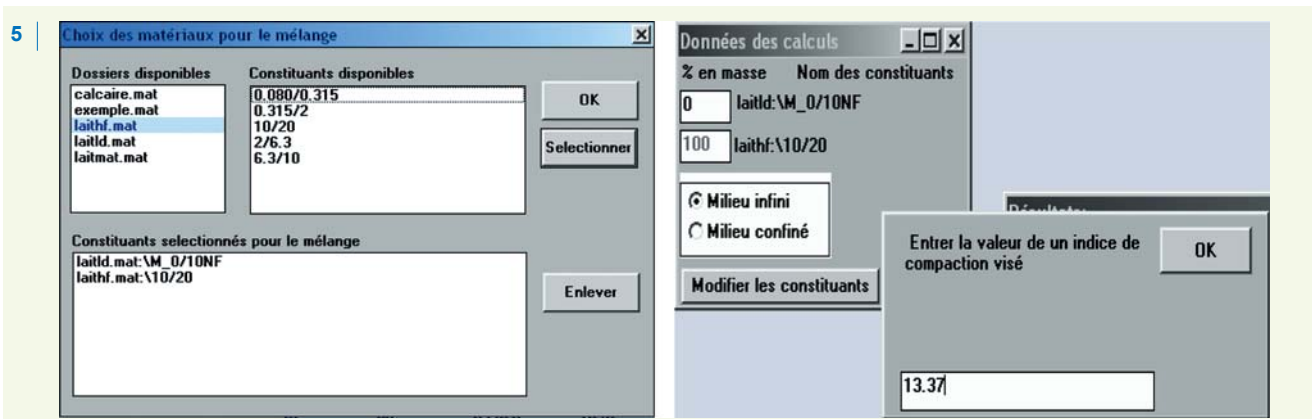 5
Choix des matériaux pour le mélange
Dossiers disponibles
calcaire.mat
exemple.mat
laithf.mat
laitld.mat
laitmat.mat
Constituants disponibles
0.080/0.315
0.315/2
10/20
2/6.3
6.3/10
OK
Selectionner
Constituants selectionnés pour le mélange
laitld.mat:\M_0/10NF
laithf.mat:\10/20
Enlever
Données des calculs
% en masse Nom des constituants
0 laitld:\M_0/10NF
100 laithf:\10/20
Milieu infini
Milieu confiné
Modifier les constituants
Entrer la valeur de un indice de
compaction visé
OK
13.37